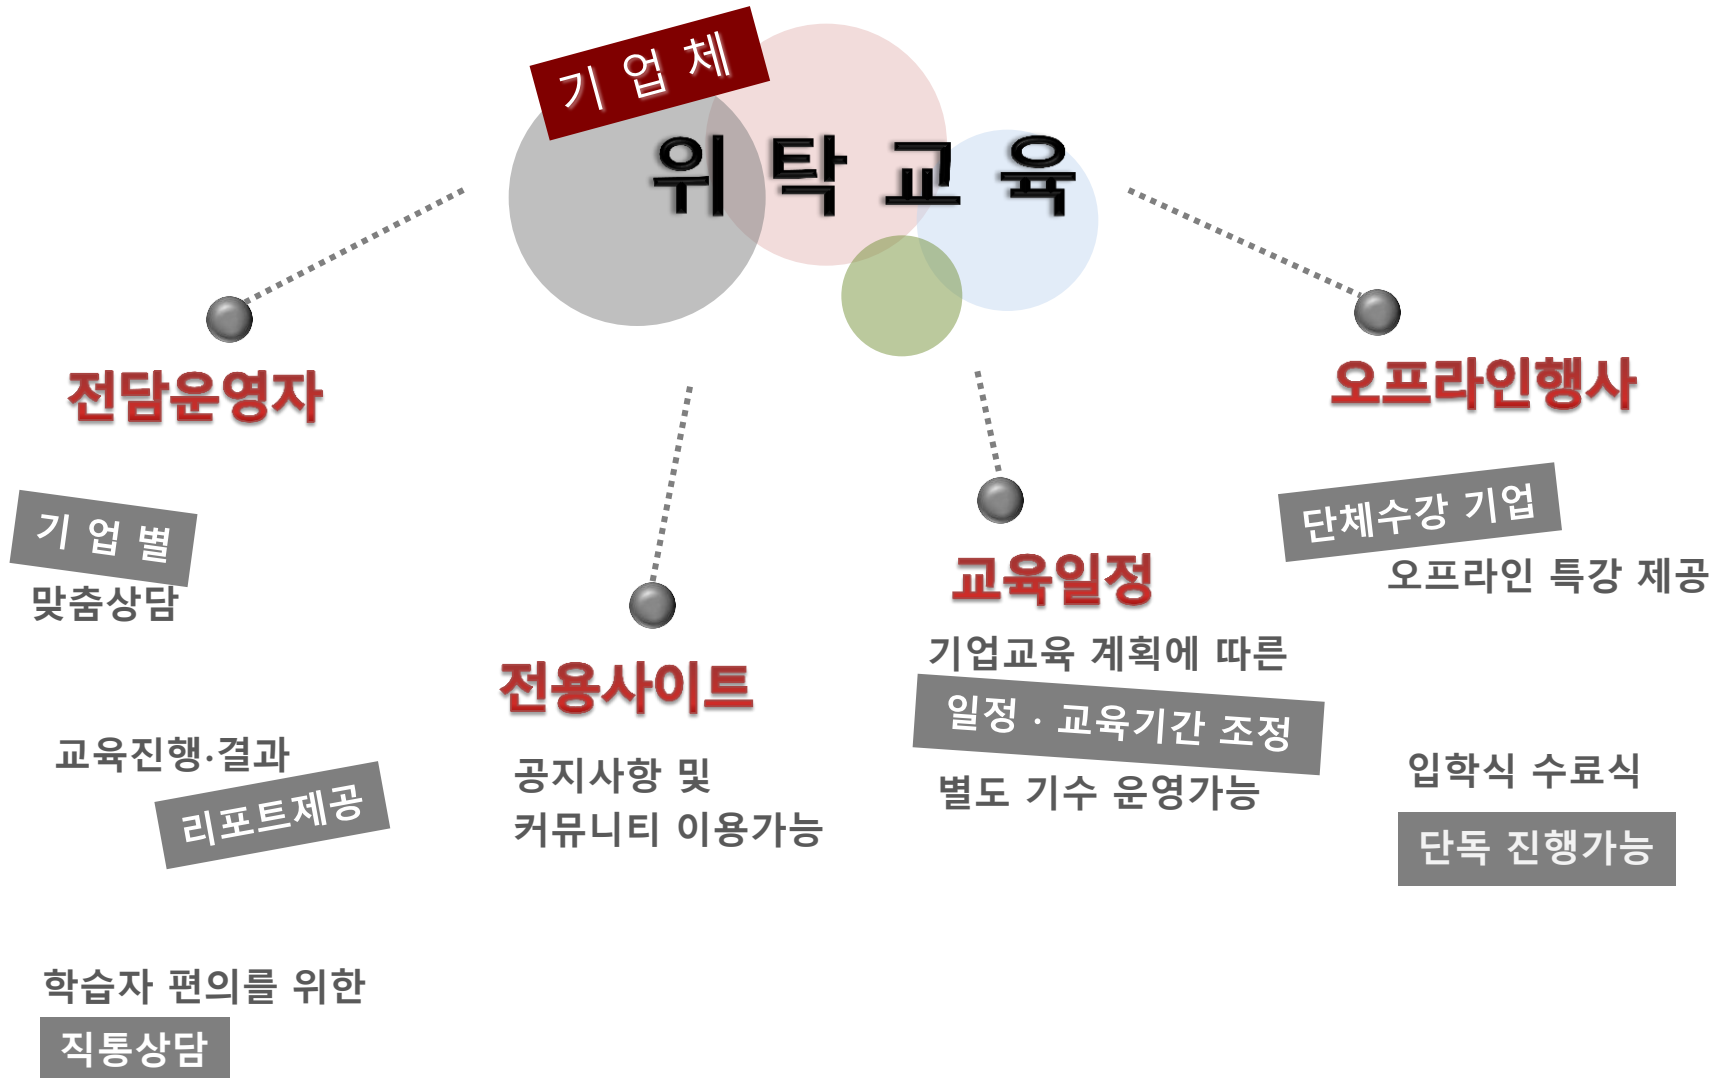 기 업 체
위 탁 교 육
전담운영자
기 업 별
맞춤상담
교육진행·결과
리포트제공
학습자 편의를 위한
직통상담
전용사이트
공지사항 및
커뮤니티 이용가능
교육일정
기업교육 계획에 따른
일정 · 교육기간 조정
별도 기수 운영가능
오프라인행사
단체수강 기업
오프라인 특강 제공
입학식 수료식
단독 진행가능